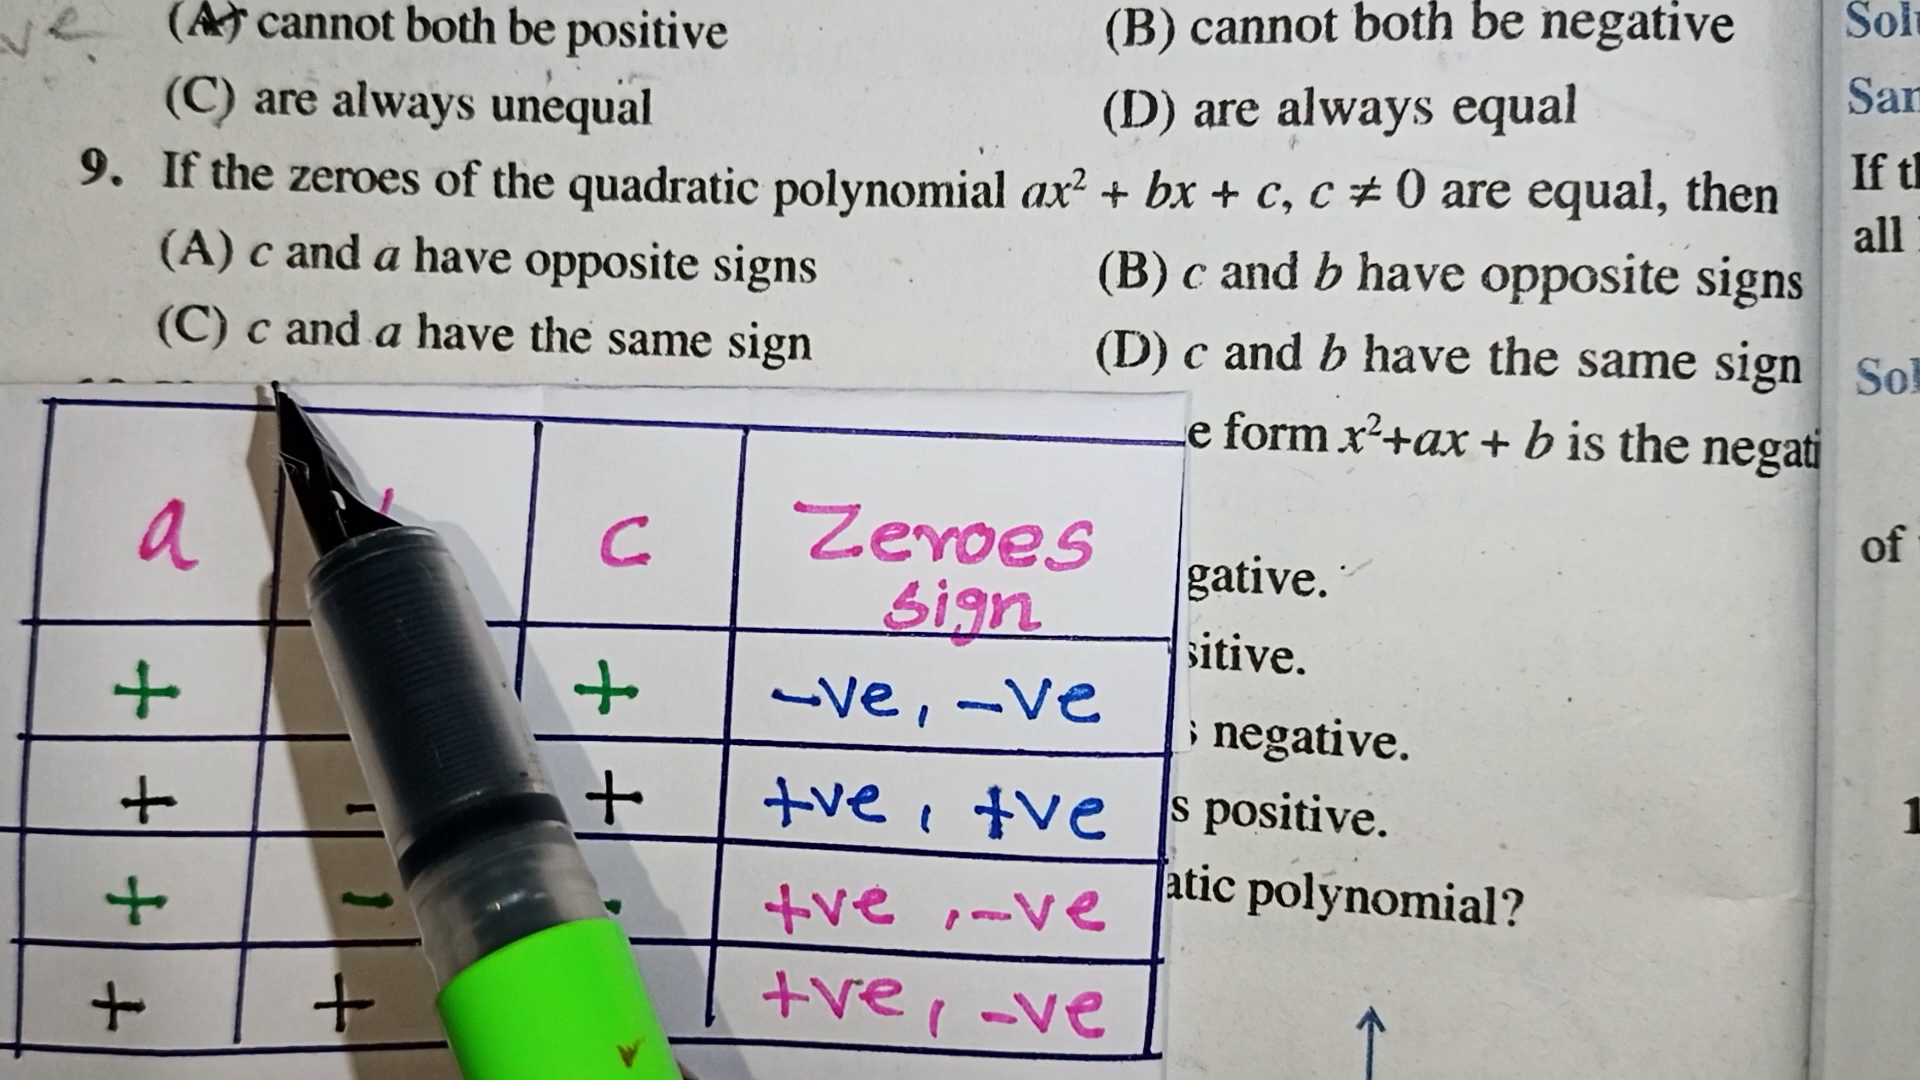 ve
(A) cannot both be positive (B) cannot both be negative
(C) are always unequal (D) are always equal
9. If the zeroes of the quadratic polynomial ax² + bx + c, c ≠ 0 are equal, then
(A) c and a have opposite signs (B) c and b have opposite signs
(C) c and a have the same sign (D) c and b have the same sign
e form x²+ax + b is the negati
gative.
sitive.
negative.
s positive.
atic polynomial?
a c Zeroes
sign
+ + -ve, -ve
+ - + +ve, +ve
+ - - +ve, -ve
+ + +ve, -ve
If
all
of
1